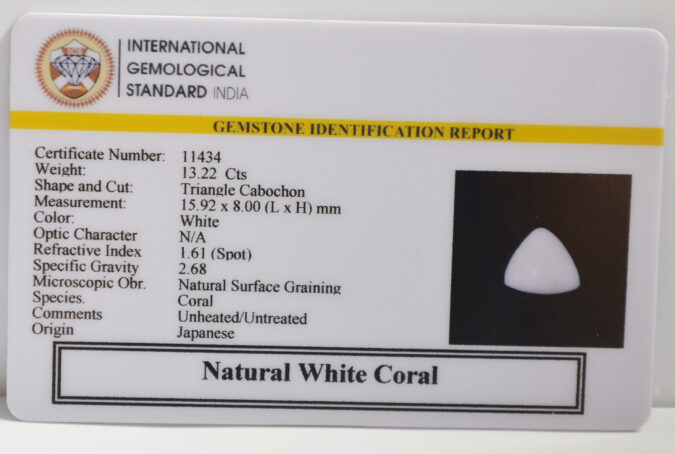 IGS
INTERNATIONAL
GEMOLOGICAL
STANDARD INDIA
GEMSTONE IDENTIFICATION REPORT
Certificate Number: 11434
Weight: 13.22 Cts
Shape and Cut: Triangle Cabochon
Measurement: 15.92 x 8.00 (L x H) mm
Color: White
Optic Character N/A
Refractive Index 1.61 (Spot)
Specific Gravity 2.68
Microscopic Obr. Natural Surface Graining
Species. Coral
Comments Unheated/Untreated
Origin Japanese
Natural White Coral